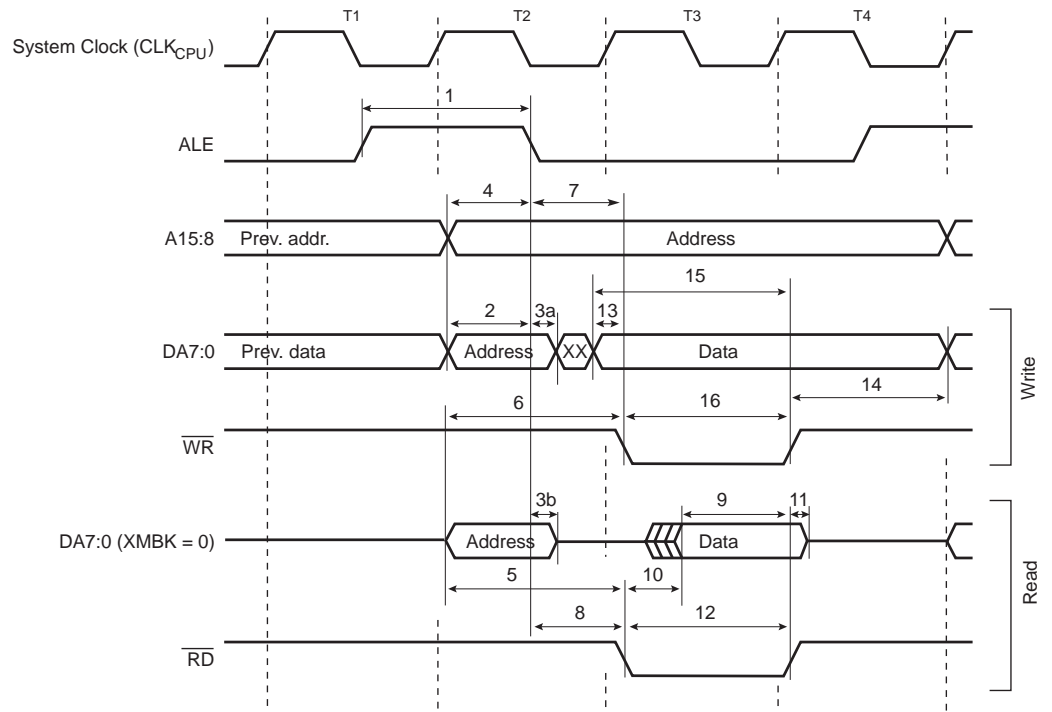 T1 T2 T3 T4
System Clock (CLKCPU)
1
ALE
4 7
A15:8 Prev. addr. Address
15
2 3a 13
DA7:0 Prev. data Address XX Data
14
Write
6 16
WR
3b 9 11
DA7:0 (XMBK = 0) Address Data
5 10
Read
8 12
RD